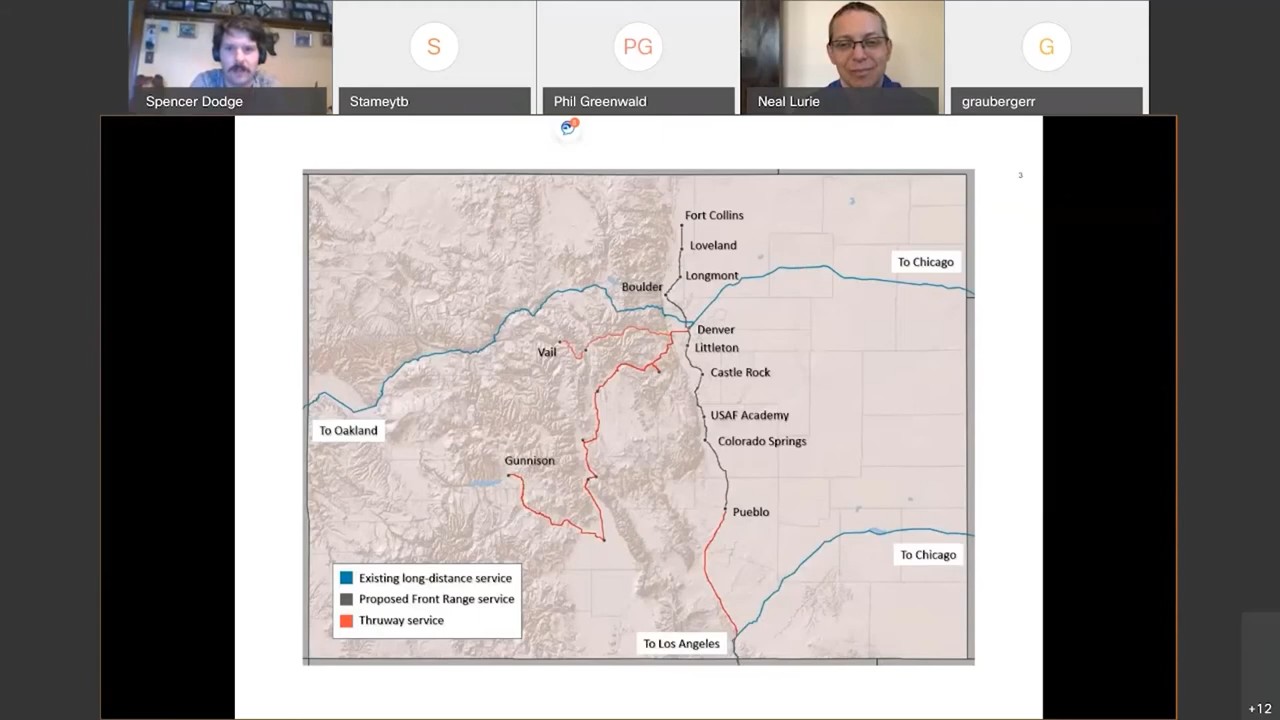 S
PG
G
Spencer Dodge
Stameytb
Phil Greenwald
Neal Lurie
graubergerr
3
Fort Collins
Loveland
To Chicago
Longmont
Boulder
Denver
Littleton
Vail
Castle Rock
USAF Academy
To Oakland
Colorado Springs
Gunnison
Pueblo
To Chicago
Existing long-distance service
Proposed Front Range service
Thruway service
To Los Angeles
+12